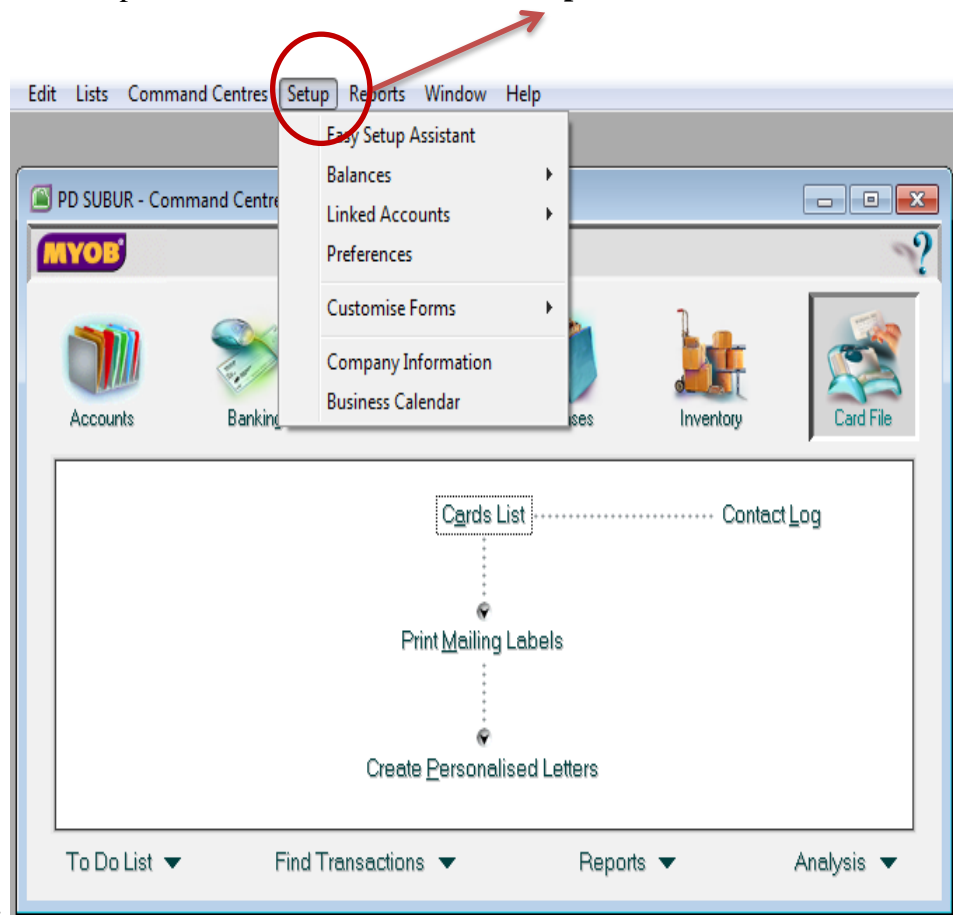 Edit Lists Command Centres Setup Reports Window Help
Easy Setup Assistant
Balances
Linked Accounts
Preferences
Customise Forms
Company Information
Business Calendar
PD SUBUR - Command Centre
MYOB
Accounts
Banking
Inventory
Card File
Cards List
Contact Log
Print Mailing Labels
Create Personalised Letters
To Do List Find Transactions Reports Analysis